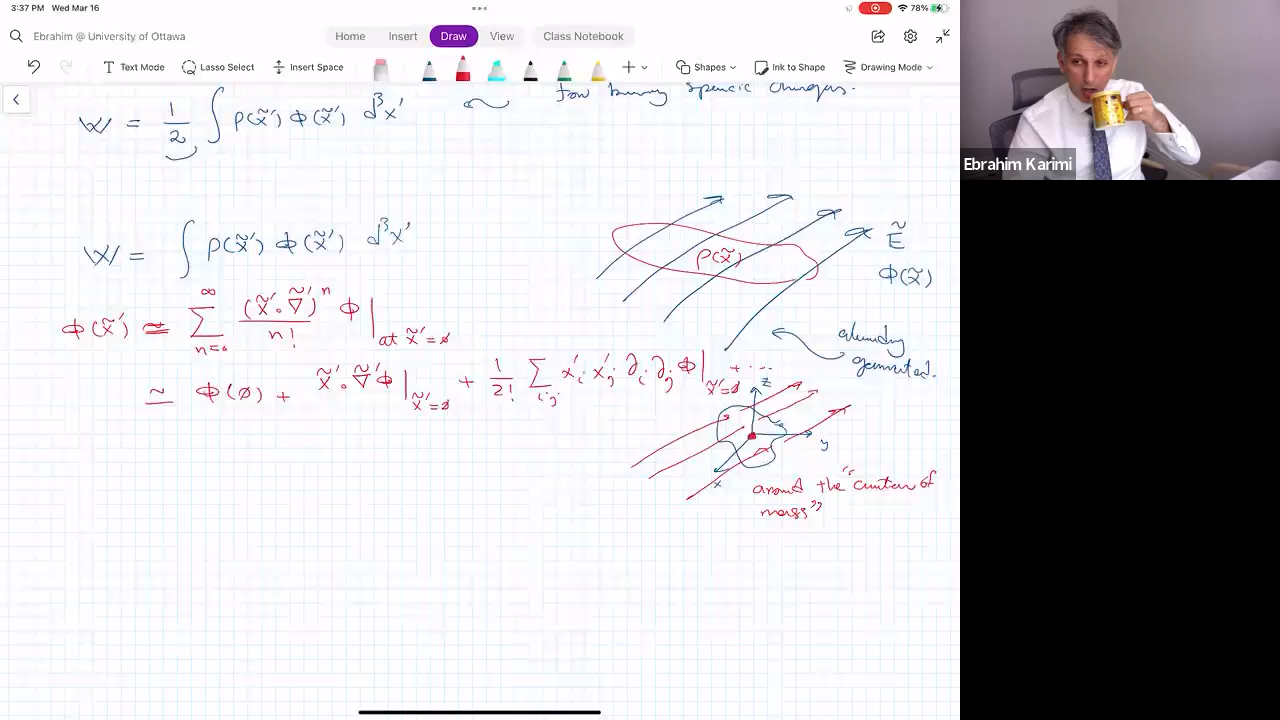 3:37 PM Wed Mar 16
78%
Ebrahim @ University of Ottawa
Home Insert Draw View Class Notebook
Text Mode Lasso Select Insert Space Shapes Ink to Shape Drawing Mode
W = 1/2 ∫ ρ(x̃′) Φ(x̃′) d³x′
W = ∫ ρ(x̃′) Φ(x̃′) d³x′
ρ(x̃)
Ẽ
Φ(x̃)
Φ(x̃′) ≃ Σ_{n=0}^∞ (x̃′∘∇̃′)ⁿ/n! Φ | at x̃′=0
≃ Φ(0) + x̃′∘∇̃′Φ |_{x̃′=0} + 1/2! Σ_{i,j} x′_i x′_j ∂_i ∂_j Φ |_{x̃′=0} + ...
z
y
x
around the "center of
mass"
Ebrahim Karimi